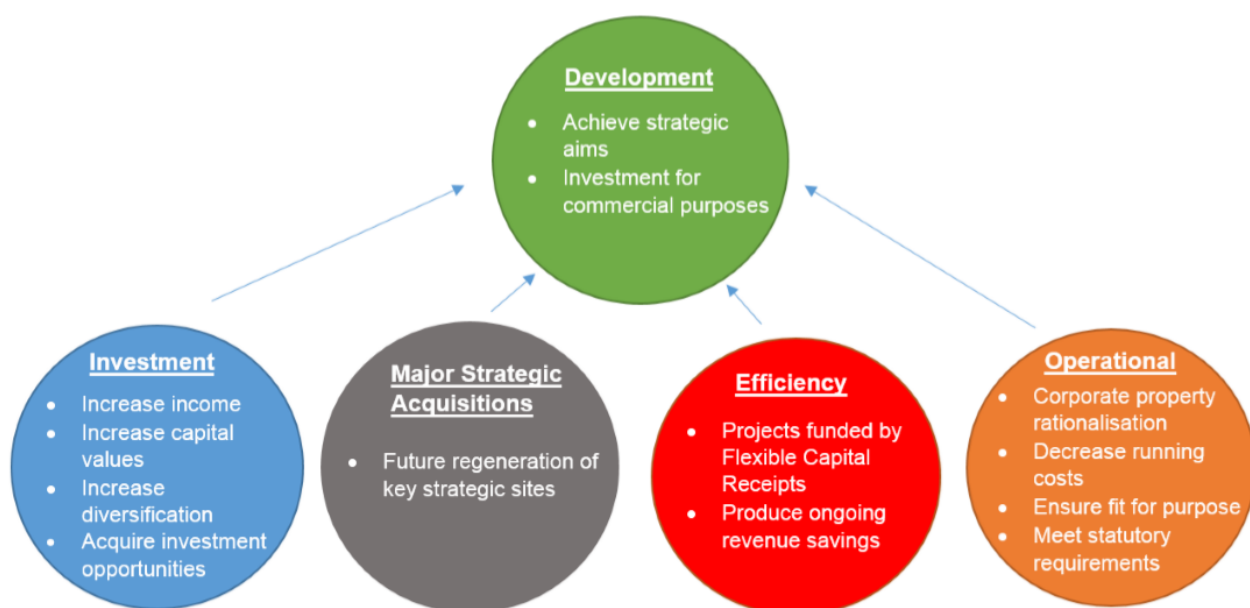 Development
• Achieve strategic
aims
• Investment for
commercial purposes
Investment
• Increase income
• Increase capital
values
• Increase
diversification
• Acquire investment
opportunities
Major Strategic
Acquisitions
• Future regeneration of
key strategic sites
Efficiency
• Projects funded by
Flexible Capital
Receipts
• Produce ongoing
revenue savings
Operational
• Corporate property
rationalisation
• Decrease running
costs
• Ensure fit for purpose
• Meet statutory
requirements